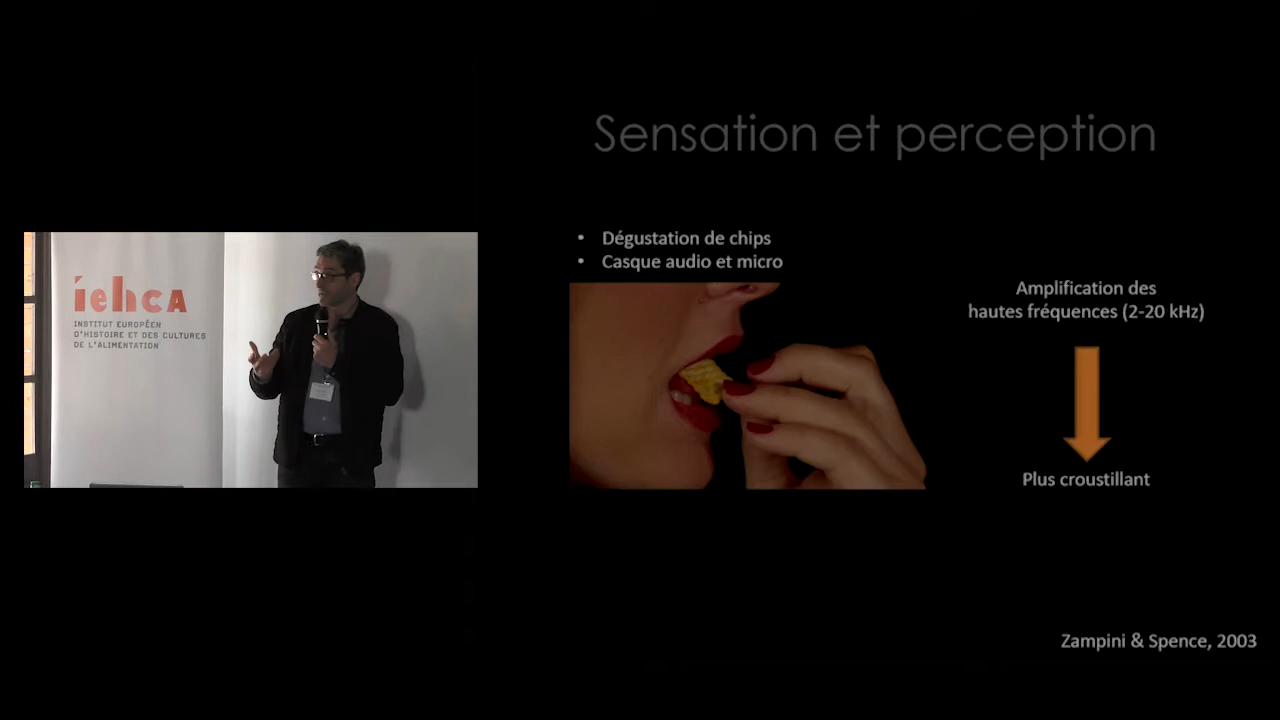 Sensation et perception
• Dégustation de chips
• Casque audio et micro
Amplification des
hautes fréquences (2-20 kHz)
Plus croustillant
Zampini & Spence, 2003
iehca
INSTITUT EUROPÉEN
D'HISTOIRE ET DES CULTURES
DE L'ALIMENTATION